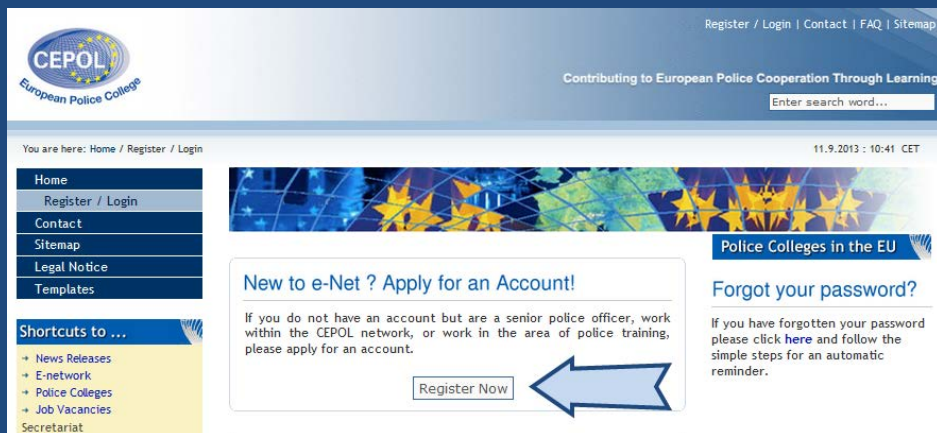 Register / Login | Contact | FAQ | Sitemap
CEPOL
European Police College
Contributing to European Police Cooperation Through Learning
Enter search word...
You are here: Home / Register / Login
11.9.2013 : 10:41 CET
Home
Register / Login
Contact
Sitemap
Legal Notice
Templates
Shortcuts to ...
News Releases
E-network
Police Colleges
Job Vacancies
Secretariat
New to e-Net ? Apply for an Account!
If you do not have an account but are a senior police officer, work
within the CEPOL network, or work in the area of police training,
please apply for an account.
Register Now
Police Colleges in the EU
Forgot your password?
If you have forgotten your password
please click here and follow the
simple steps for an automatic
reminder.